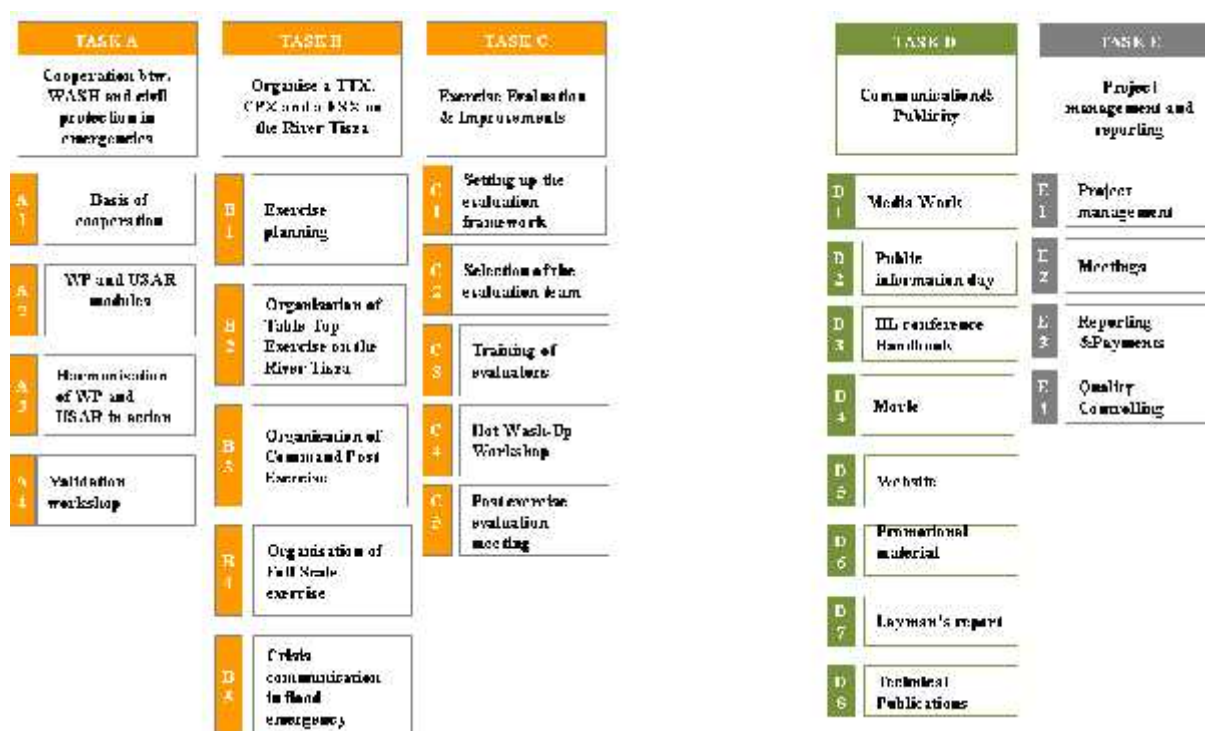 TASK A
Cooperation btw.
WASH and civil
protection in
emergencies
A
1
Basis of
cooperation
A
2
WP and USAR
modules
A
3
Harmonisation
of WP and
USAR in action
A
4
Validation
workshop
TASK B
Organise a TTX,
CPX and a FSX on
the River Tisza
B
1
Exercise
planning
B
2
Organisation of
Table Top
Exercise on the
River Tisza
B
3
Organisation of
Command Post
Exercise
B
4
Organisation of
Full Scale
exercise
B
5
Crisis
communication
in flood
emergency
TASK C
Exercise Evaluation
& Improvements
C
1
Setting up the
evaluation
framework
C
2
Selection of the
evaluation team
C
3
Training of
evaluators
C
4
Hot Wash-Up
Workshop
C
5
Post exercise
evaluation
meeting
TASK D
Communication&
Publicity
D
1
Media Work
D
2
Public
information day
D
3
conference
Handbook
D
4
Movie
D
5
Website
D
6
Promotional
material
D
7
Layman's report
D
8
Technical
Publications
TASK E
Project
management and
reporting
E
1
Project
management
E
2
Meetings
E
3
Reporting
&Payments
E
4
Quality
Controlling